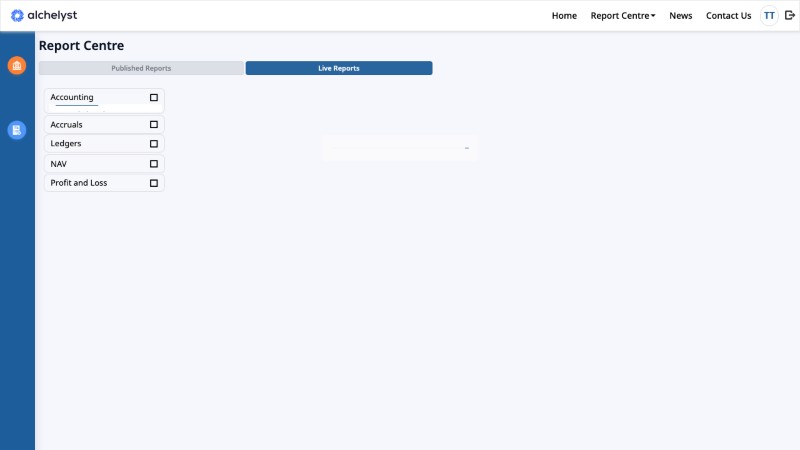 alchelyst
Home
Report Centre
News
Contact Us
TT
Report Centre
Published Reports
Live Reports
Accounting
Accruals
Ledgers
NAV
Profit and Loss